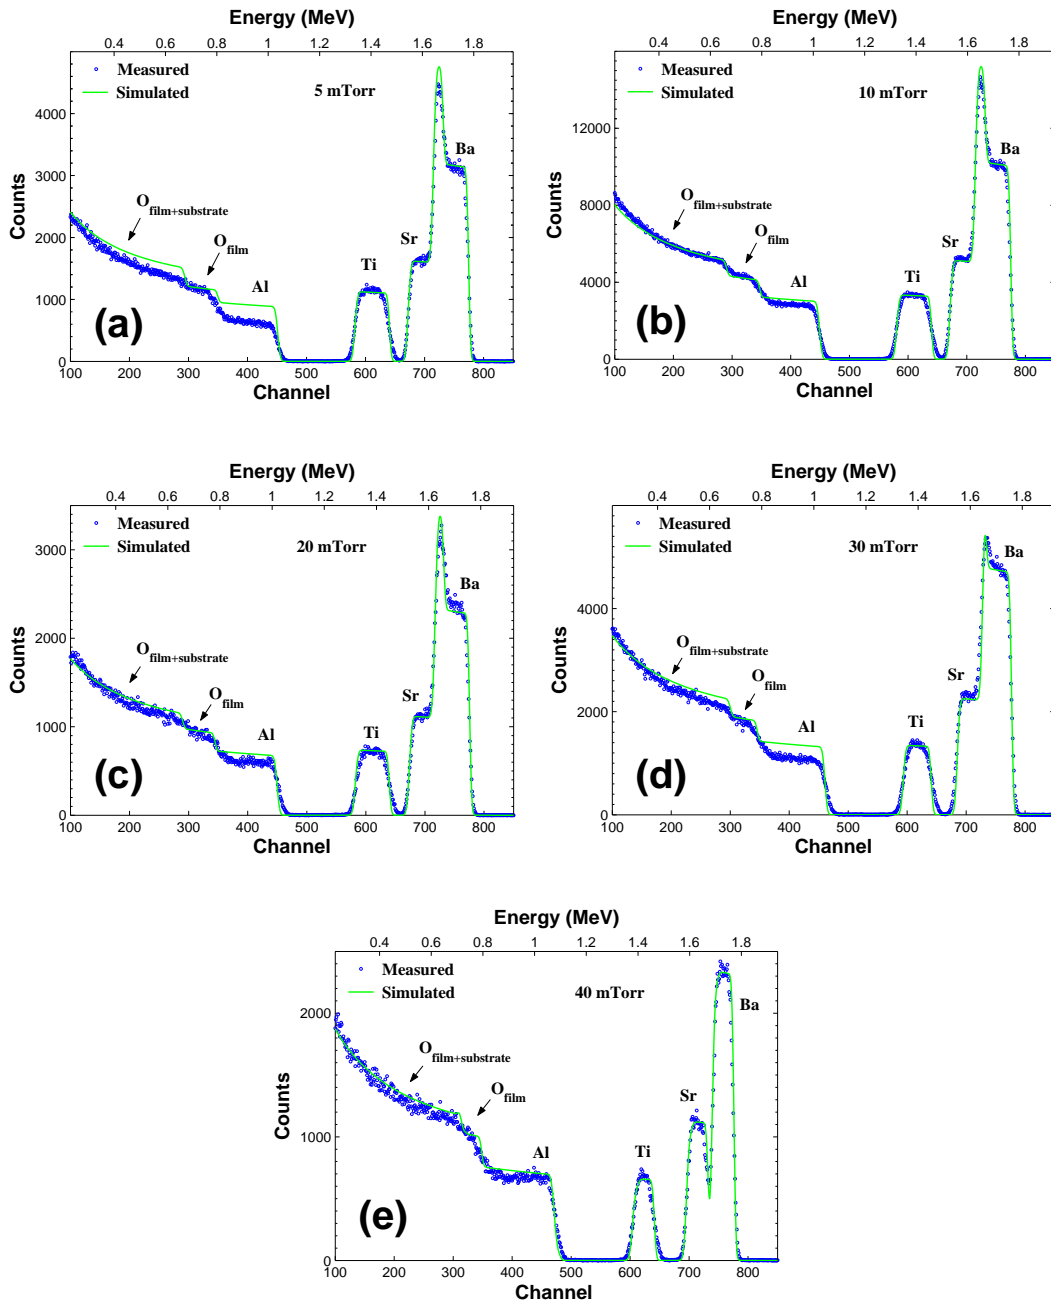 Energy (MeV)
0.4 0.6 0.8 1 1.2 1.4 1.6 1.8
Measured
Simulated
5 mTorr
Ba
O film+substrate
O film
Sr
Ti
Al
(a)
Counts
0 1000 2000 3000 4000
100 200 300 400 500 600 700 800
Channel
Energy (MeV)
0.4 0.6 0.8 1 1.2 1.4 1.6 1.8
Measured
Simulated
10 mTorr
Ba
O film+substrate
O film
Sr
Ti
Al
(b)
Counts
0 4000 8000 12000
100 200 300 400 500 600 700 800
Channel
Energy (MeV)
0.4 0.6 0.8 1 1.2 1.4 1.6 1.8
Measured
Simulated
20 mTorr
Ba
O film+substrate
O film
Sr
Ti
Al
(c)
Counts
0 1000 2000 3000
100 200 300 400 500 600 700 800
Channel
Energy (MeV)
0.4 0.6 0.8 1 1.2 1.4 1.6 1.8
Measured
Simulated
30 mTorr
Ba
O film+substrate
O film
Sr
Ti
Al
(d)
Counts
0 2000 4000
100 200 300 400 500 600 700 800
Channel
Energy (MeV)
0.4 0.6 0.8 1 1.2 1.4 1.6 1.8
Measured
Simulated
40 mTorr
Ba
O film+substrate
O film
Sr
Ti
Al
(e)
Counts
0 1000 2000
100 200 300 400 500 600 700 800
Channel